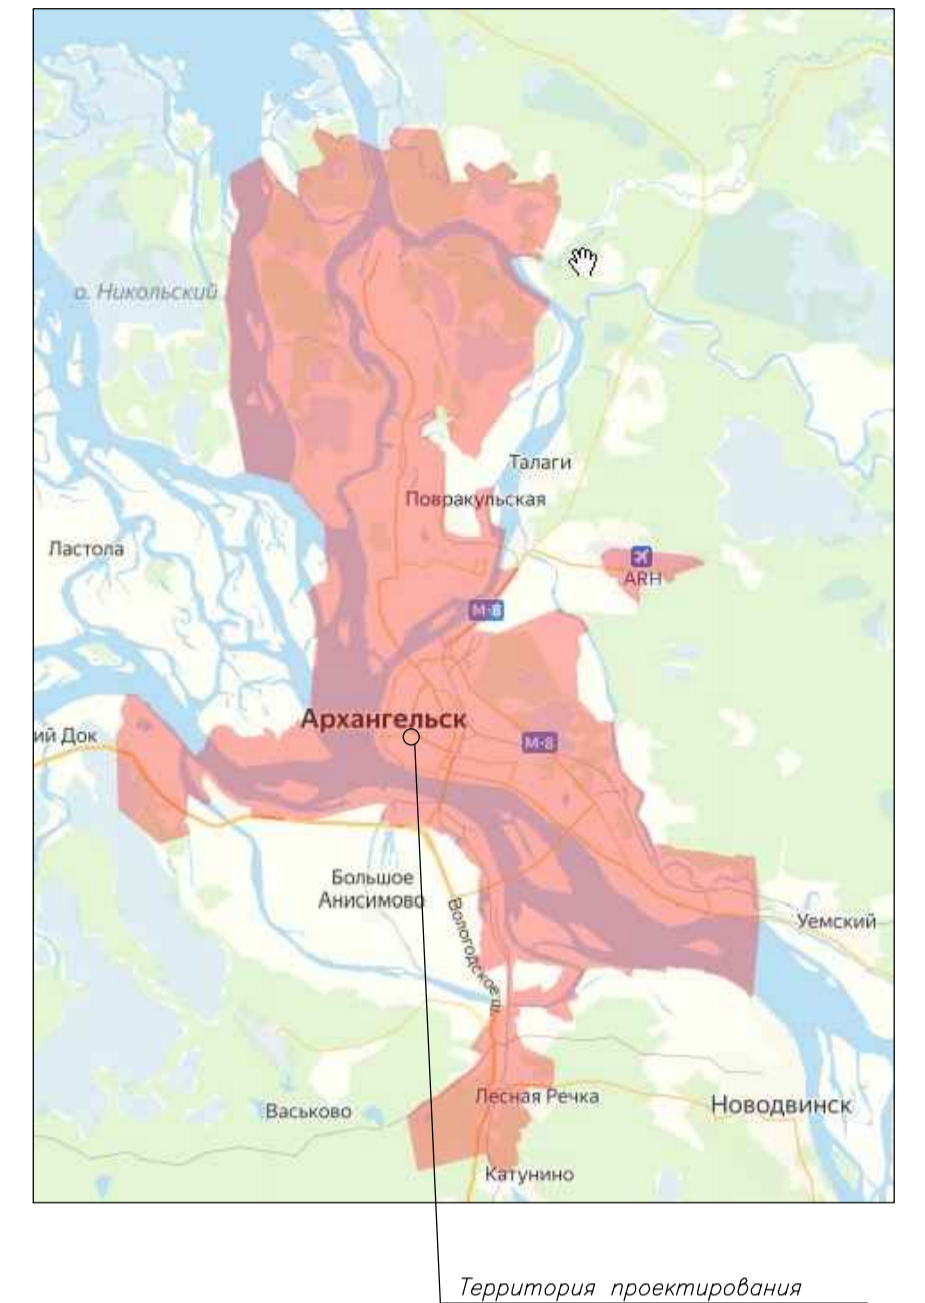 о. Никольский
Талаги
Повракульская
Ластола
ARH
М-8
Архангельск
ий Док
М-8
Большое
Анисимово
Вологодское ш.
Уемский
Лесная Речка
Васьково
Новодвинск
Катунино
Территория проектирования